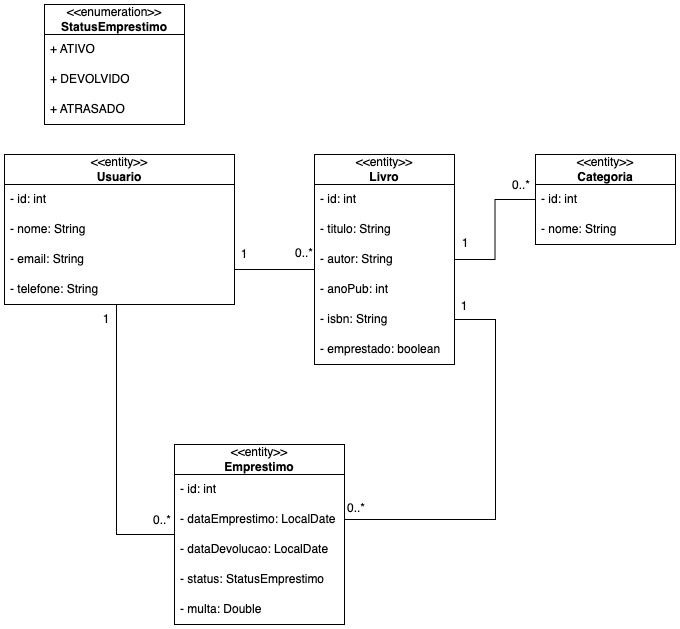 <<enumeration>>
StatusEmprestimo
+ ATIVO
+ DEVOLVIDO
+ ATRASADO
<<entity>>
Usuario
- id: int
- nome: String
- email: String
- telefone: String
1
0..*
<<entity>>
Livro
- id: int
- titulo: String
- autor: String
- anoPub: int
- isbn: String
- emprestado: boolean
1
0..*
<<entity>>
Categoria
- id: int
- nome: String
1
1
0..*
0..*
<<entity>>
Emprestimo
- id: int
- dataEmprestimo: LocalDate
- dataDevolucao: LocalDate
- status: StatusEmprestimo
- multa: Double